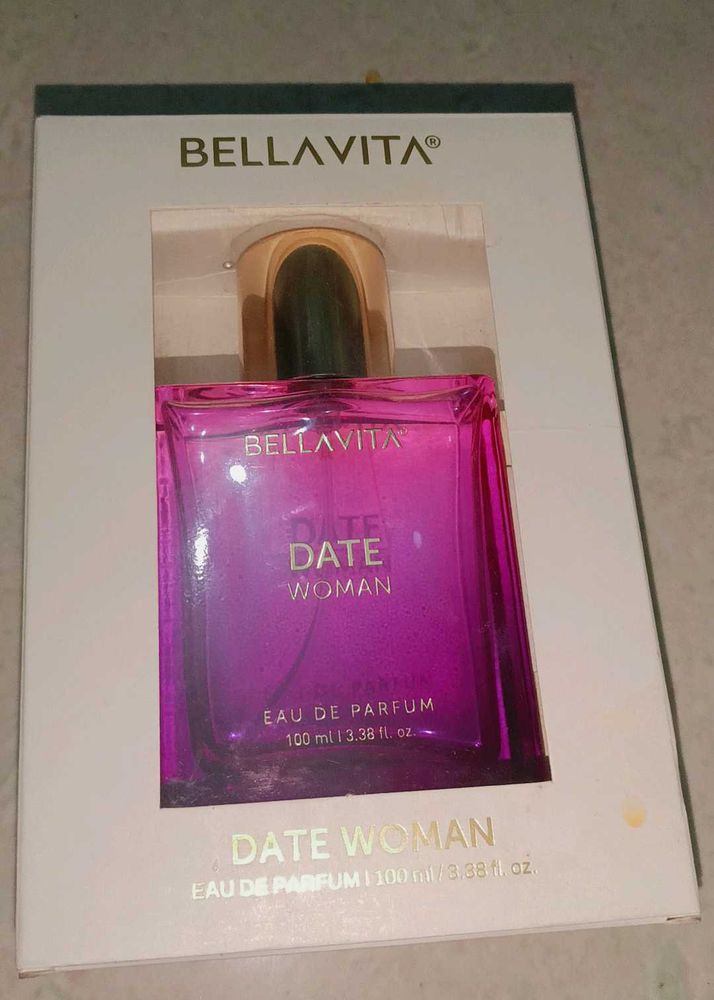 BELLAVITA®
BELLAVITA®
DATE
WOMAN
EAU DE PARFUM
100 ml | 3.38 fl. oz.
DATE WOMAN
EAU DE PARFUM | 100 ml / 3.38 fl. oz.